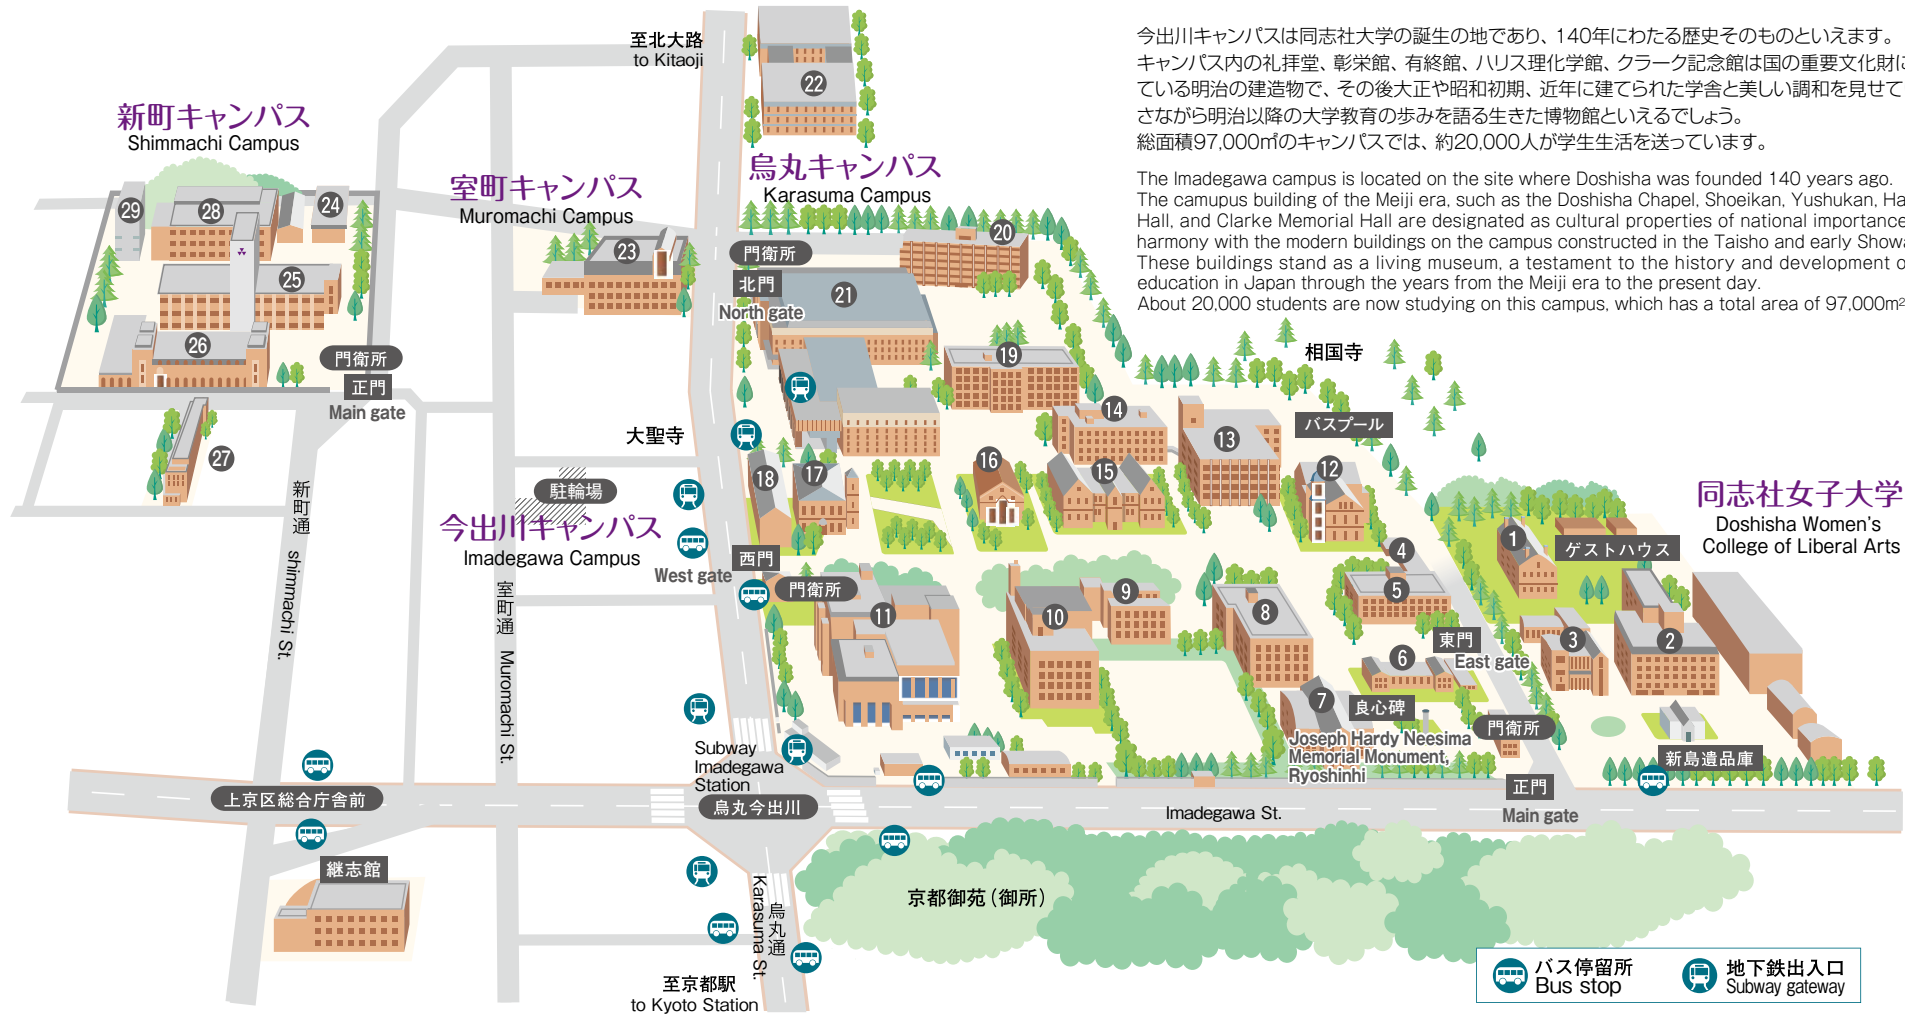 今出川キャンパスは同志社大学の誕生の地であり、140年にわたる歴史そのものといえます。
キャンパス内の礼拝堂、彰栄館、有終館、ハリス理化学館、クラーク記念館は国の重要文化財に
ている明治の建造物で、その後大正や昭和初期、近年に建てられた学舎と美しい調和を見せて
さながら明治以降の大学教育の歩みを語る生きた博物館といえるでしょう。
総面積97,000㎡のキャンパスでは、約20,000人が学生生活を送っています。
The Imadegawa campus is located on the site where Doshisha was founded 140 years ago.
The camupus building of the Meiji era, such as the Doshisha Chapel, Shoeikan, Yushukan, Ha
Hall, and Clarke Memorial Hall are designated as cultural properties of national importance
harmony with the modern buildings on the campus constructed in the Taisho and early Showa
These buildings stand as a living museum, a testament to the history and development o
education in Japan through the years from the Meiji era to the present day.
About 20,000 students are now studying on this campus, which has a total area of 97,000m²
至北大路
to Kitaoji
22
新町キャンパス
Shimmachi Campus
室町キャンパス
Muromachi Campus
烏丸キャンパス
Karasuma Campus
29
28
24
23
20
門衛所
北門
North gate
25
21
26
門衛所
正門
Main gate
19
相国寺
27
大聖寺
14
13
バスプール
18
17
16
15
12
駐輪場
今出川キャンパス
Imadegawa Campus
同志社女子大学
Doshisha Women's
College of Liberal Arts
新町通 shimmachi St.
室町通 Muromachi St.
西門
West gate
門衛所
1
ゲストハウス
4
5
9
10
8
11
東門
East gate
3
2
6
7
良心碑
Joseph Hardy Neesima
Memorial Monument,
Ryoshinhi
門衛所
新島遺品庫
Subway
Imadegawa
Station
上京区総合庁舎前
烏丸今出川
Imadegawa St.
正門
Main gate
継志館
烏丸通
Karasuma St.
京都御苑（御所）
至京都駅
to Kyoto Station
バス停留所
Bus stop
地下鉄出入口
Subway gateway